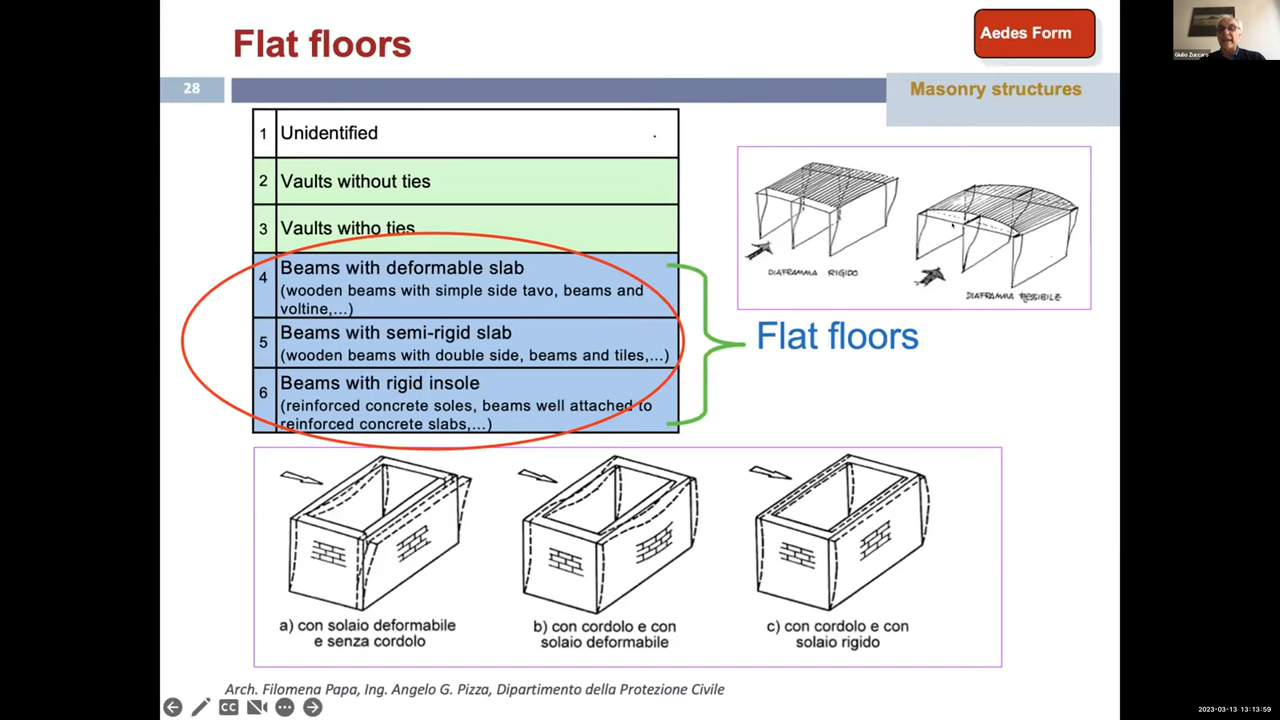 Flat floors
Aedes Form
28
Masonry structures
1 Unidentified
2 Vaults without ties
3 Vaults witho ties
4 Beams with deformable slab
(wooden beams with simple side tavo, beams and
voltine,...)
5 Beams with semi-rigid slab
(wooden beams with double side, beams and tiles,...)
6 Beams with rigid insole
(reinforced concrete soles, beams well attached to
reinforced concrete slabs,...)
DIAFRAMMA RIGIDO
DIAFRAMMA FLESSIBILE
Flat floors
a) con solaio deformabile
e senza cordolo
b) con cordolo e con
solaio deformabile
c) con cordolo e con
solaio rigido
Arch. Filomena Papa, Ing. Angelo G. Pizza, Dipartimento della Protezione Civile
CC
Giulio Zuccaro
2023-03-13 13:13:59